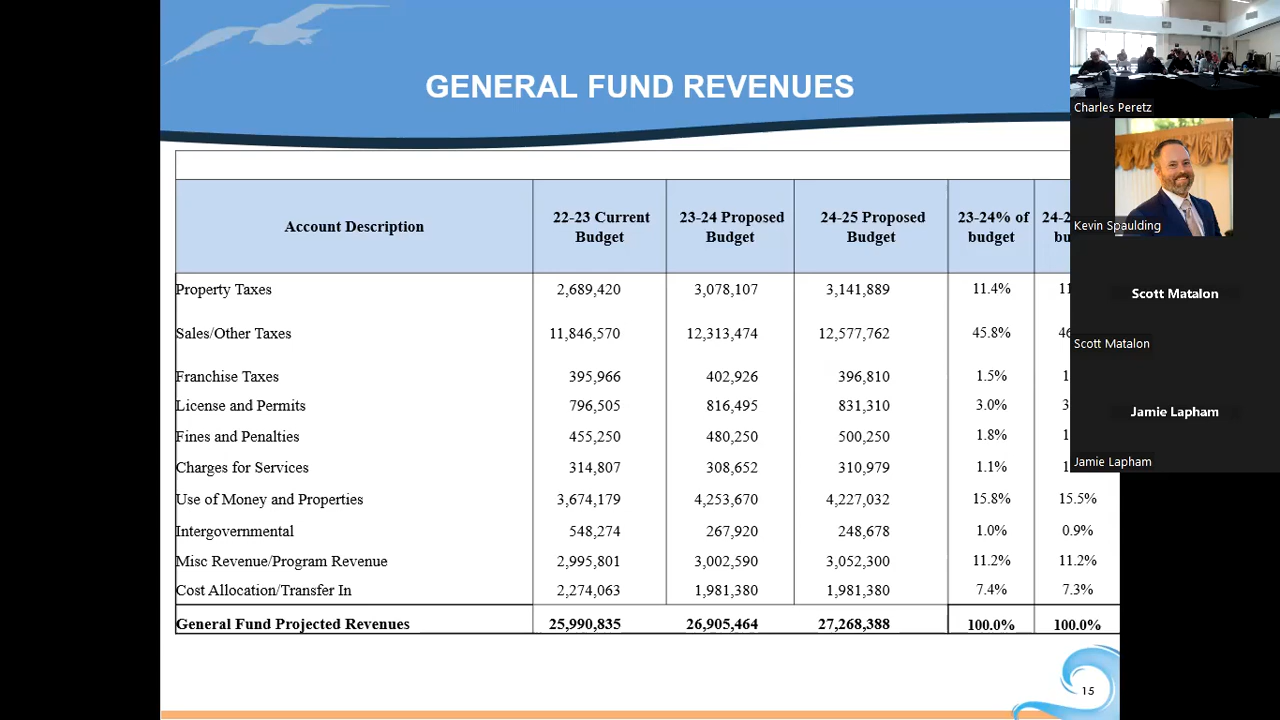 GENERAL FUND REVENUES
Account Description 22-23 Current Budget 23-24 Proposed Budget 24-25 Proposed Budget 23-24% of budget
Property Taxes 2,689,420 3,078,107 3,141,889 11.4%
Sales/Other Taxes 11,846,570 12,313,474 12,577,762 45.8%
Franchise Taxes 395,966 402,926 396,810 1.5%
License and Permits 796,505 816,495 831,310 3.0%
Fines and Penalties 455,250 480,250 500,250 1.8%
Charges for Services 314,807 308,652 310,979 1.1%
Use of Money and Properties 3,674,179 4,253,670 4,227,032 15.8% 15.5%
Intergovernmental 548,274 267,920 248,678 1.0% 0.9%
Misc Revenue/Program Revenue 2,995,801 3,002,590 3,052,300 11.2% 11.2%
Cost Allocation/Transfer In 2,274,063 1,981,380 1,981,380 7.4% 7.3%
General Fund Projected Revenues 25,990,835 26,905,464 27,268,388 100.0% 100.0%
15
Charles Peretz
Kevin Spaulding
Scott Matalon
Scott Matalon
Jamie Lapham
Jamie Lapham